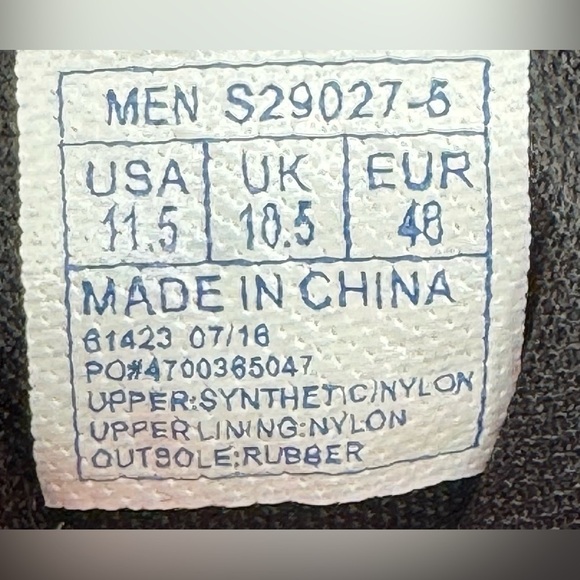 MEN S29027-5
USA UK EUR
11.5 10.5 46
MADE IN CHINA
61423 07/16
PO#4700365047
UPPER:SYNTHETIC/NYLON
UPPER LINING:NYLON
OUTSOLE:RUBBER